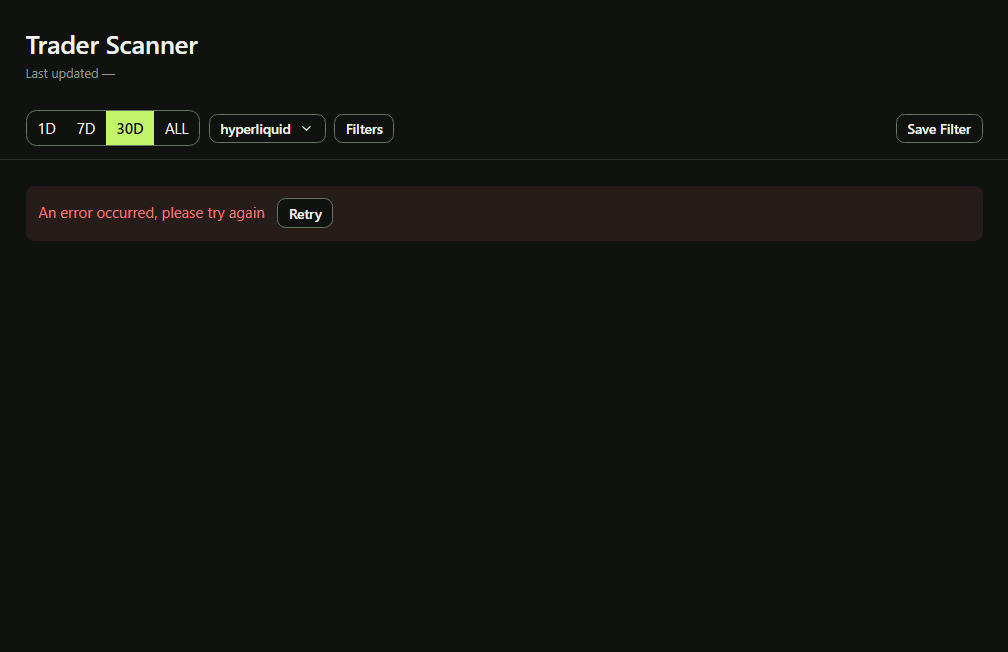 Trader Scanner
Last updated —
1D 7D 30D ALL hyperliquid Filters Save Filter
An error occurred, please try again Retry